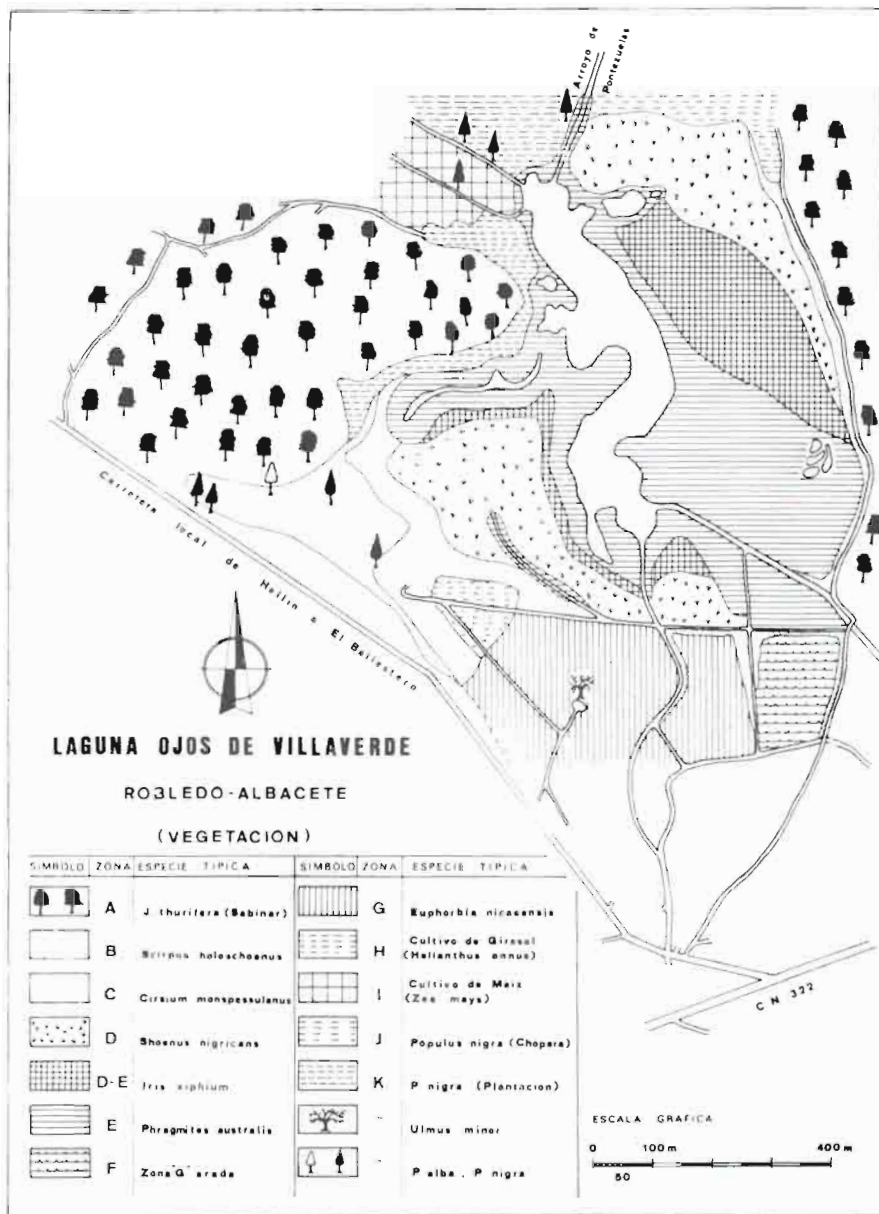 Arroyo de
Pontezuelas
Carretera local de Hellin a El Ballestero
LAGUNA OJOS DE VILLAVERDE
ROBLEDO-ALBACETE
(VEGETACION)
SIMBOLO ZONA ESPECIE TIPICA SIMBOLO ZONA ESPECIE TIPICA
A J. thurifera (Sabinar)
B Scirpus holoschoenus
C Cirsium monspessulanus
D Shoenus nigricans
D-E Iris xiphium
E Phragmites australis
F Zona "G" arada
G Euphorbia nicaeensis
H Cultivo de Girasol
(Helianthus annus)
I Cultivo de Maiz
(Zea mays)
J Populus nigra (Chopera)
K P nigra (Plantacion)
" Ulmus minor
" P alba, P nigra
C N 322
ESCALA GRAFICA
0 100m 400m
50